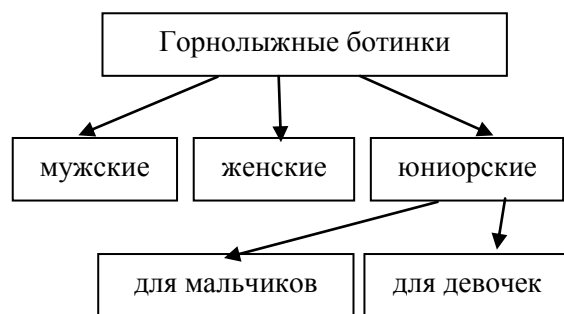 Горнолыжные ботинки
мужские
женские
юниорские
для мальчиков
для девочек